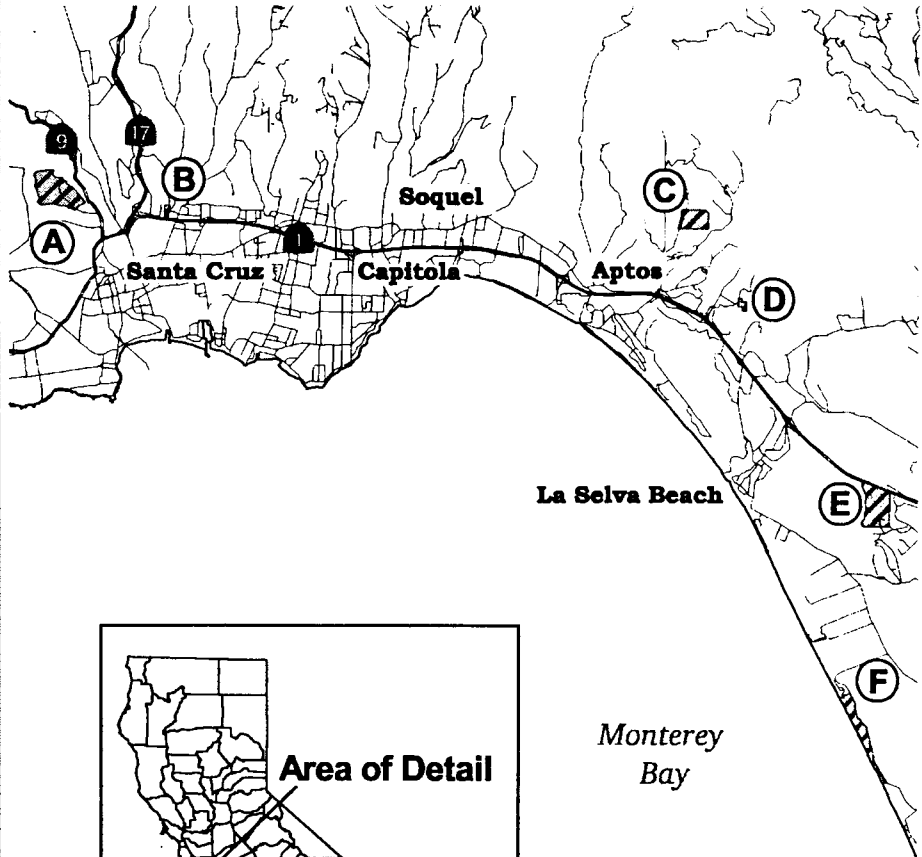 9
17
B
C
Soquel
A
1
Santa Cruz
Capitola
Aptos
D
La Selva Beach
E
F
Monterey
Bay
Area of Detail